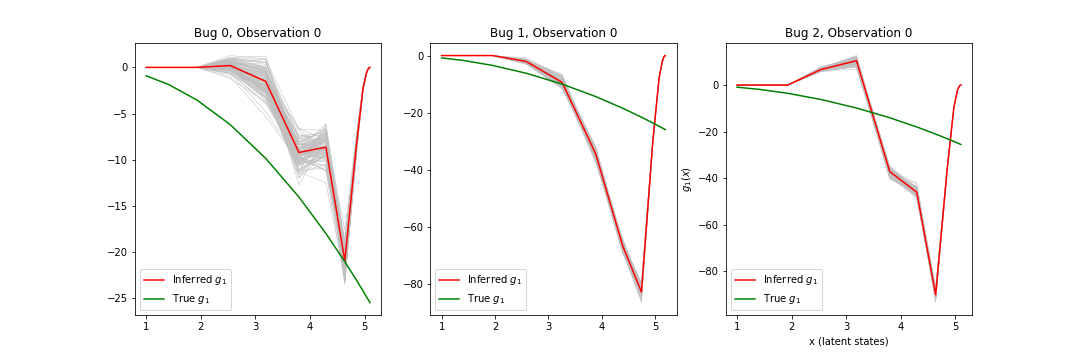 Bug 0, Observation 0
0
−5
−10
−15
−20
−25
1 2 3 4 5
Inferred g₁
True g₁
Bug 1, Observation 0
0
−20
−40
−60
−80
1 2 3 4 5
Inferred g₁
True g₁
Bug 2, Observation 0
g₁(x)
0
−20
−40
−60
−80
1 2 3 4 5
Inferred g₁
True g₁
x (latent states)